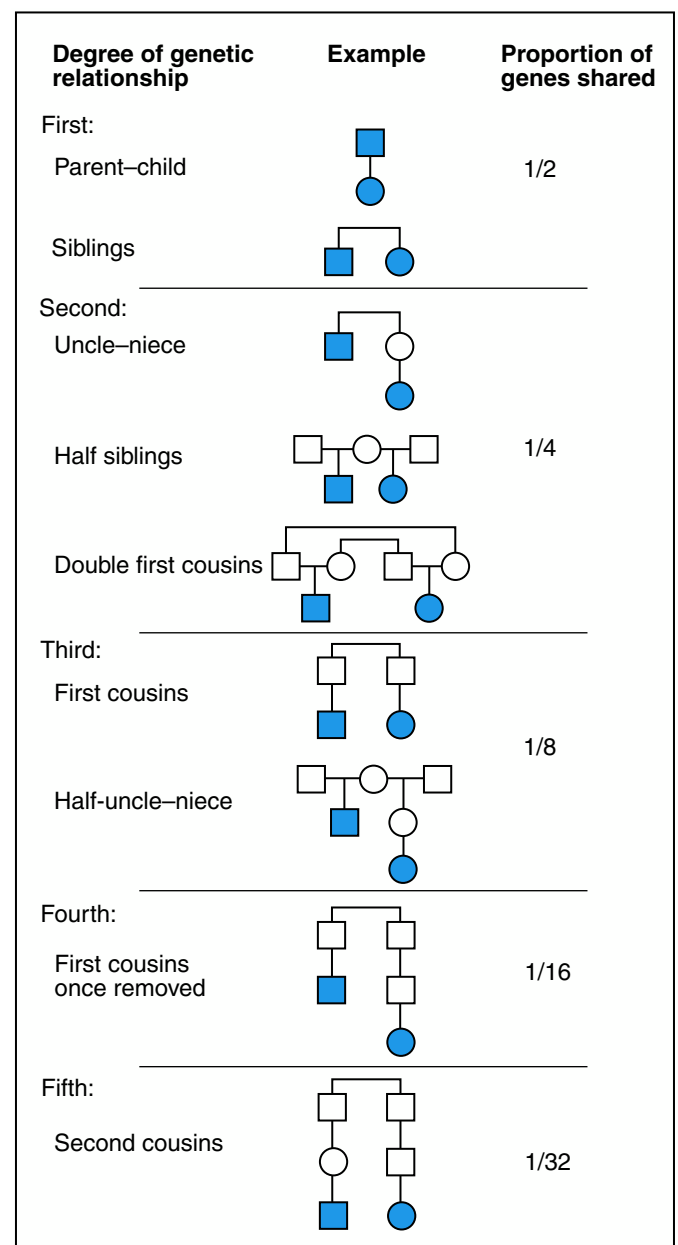 Degree of genetic relationship
Example
Proportion of genes shared
First:
Parent–child
1/2
Siblings
Second:
Uncle–niece
Half siblings
1/4
Double first cousins
Third:
First cousins
1/8
Half-uncle–niece
Fourth:
First cousins
once removed
1/16
Fifth:
Second cousins
1/32